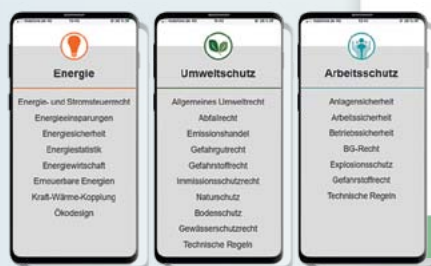 Energie
Energie- und Stromsteuerrecht
Energieeinsparungen
Energiesicherheit
Energiestatistik
Energiewirtschaft
Erneuerbare Energien
Kraft-Wärme-Kopplung
Ökodesign
Umweltschutz
Allgemeines Umweltrecht
Abfallrecht
Emissionshandel
Gefahrgutrecht
Gefahrstoffrecht
Immissionsschutzrecht
Naturschutz
Bodenschutz
Gewässerschutzrecht
Technische Regeln
Arbeitsschutz
Anlagensicherheit
Arbeitssicherheit
Betriebssicherheit
BG-Recht
Explosionsschutz
Gefahrstoffrecht
Technische Regeln